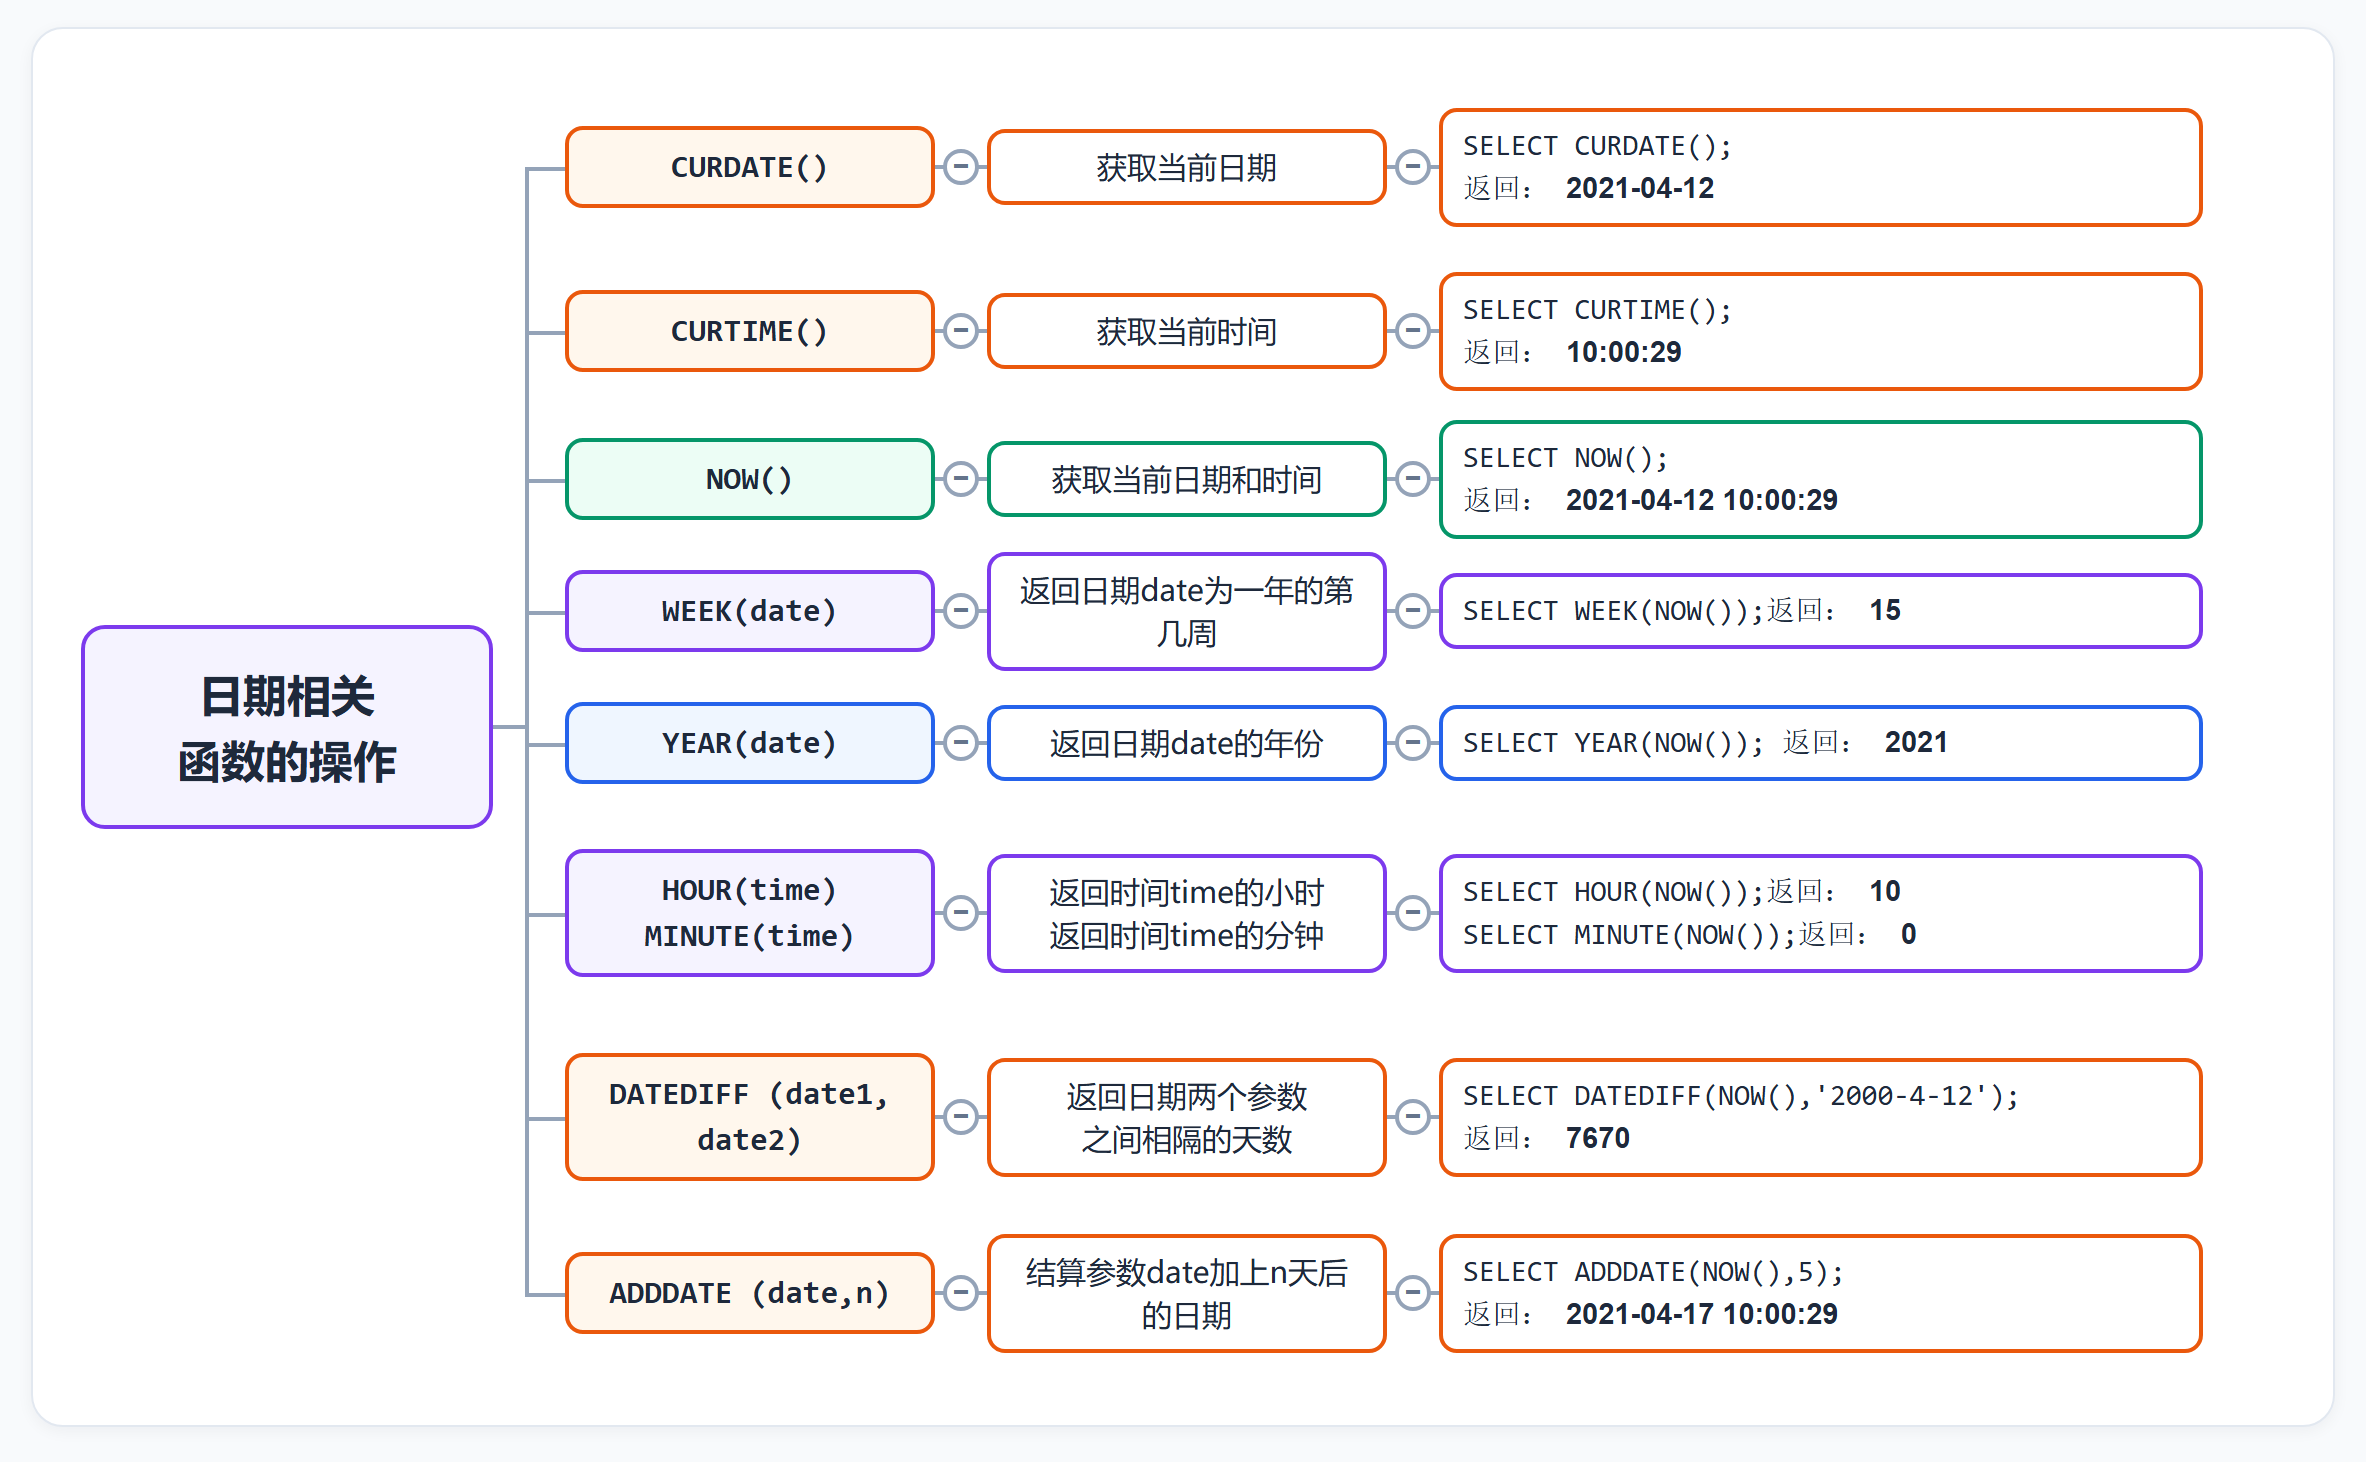 日期相关
函数的操作
CURDATE()
获取当前日期
SELECT CURDATE();
返回： 2021-04-12
CURTIME()
获取当前时间
SELECT CURTIME();
返回： 10:00:29
NOW()
获取当前日期和时间
SELECT NOW();
返回： 2021-04-12 10:00:29
WEEK(date)
返回日期date为一年的第
几周
SELECT WEEK(NOW());返回： 15
YEAR(date)
返回日期date的年份
SELECT YEAR(NOW()); 返回： 2021
HOUR(time)
MINUTE(time)
返回时间time的小时
返回时间time的分钟
SELECT HOUR(NOW());返回： 10
SELECT MINUTE(NOW());返回： 0
DATEDIFF (date1,
date2)
返回日期两个参数
之间相隔的天数
SELECT DATEDIFF(NOW(),'2000-4-12');
返回： 7670
ADDDATE (date,n)
结算参数date加上n天后
的日期
SELECT ADDDATE(NOW(),5);
返回： 2021-04-17 10:00:29